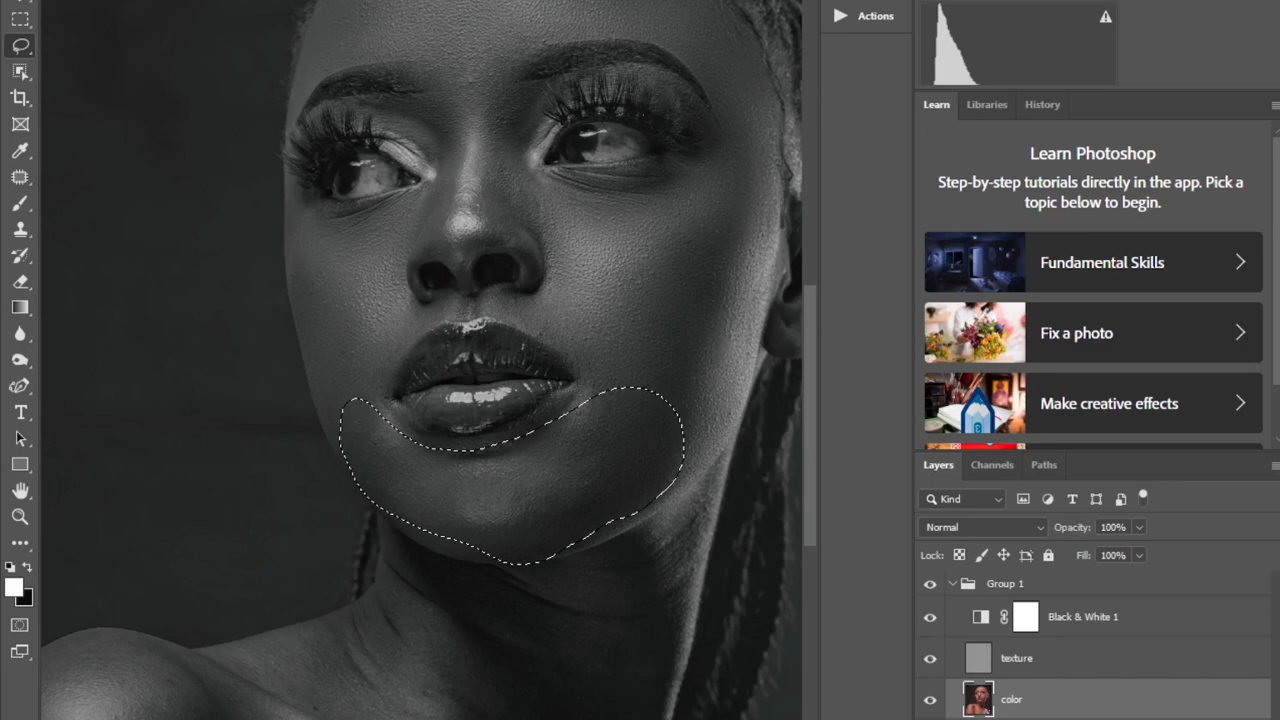 Actions
Learn
Libraries
History
Learn Photoshop
Step-by-step tutorials directly in the app. Pick a
topic below to begin.
Fundamental Skills
Fix a photo
Make creative effects
Layers
Channels
Paths
Kind
Normal
Opacity:
100%
Lock:
Fill:
100%
Group 1
Black & White 1
texture
color